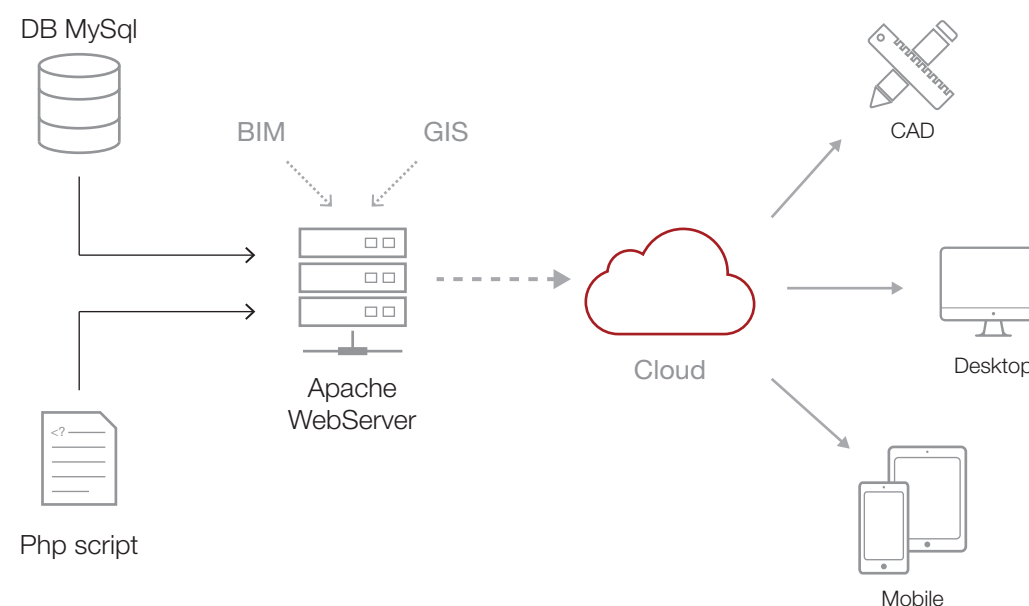 DB MySql
CAD
BIM
GIS
Desktop
Cloud
Apache
WebServer
<?
Php script
Mobile